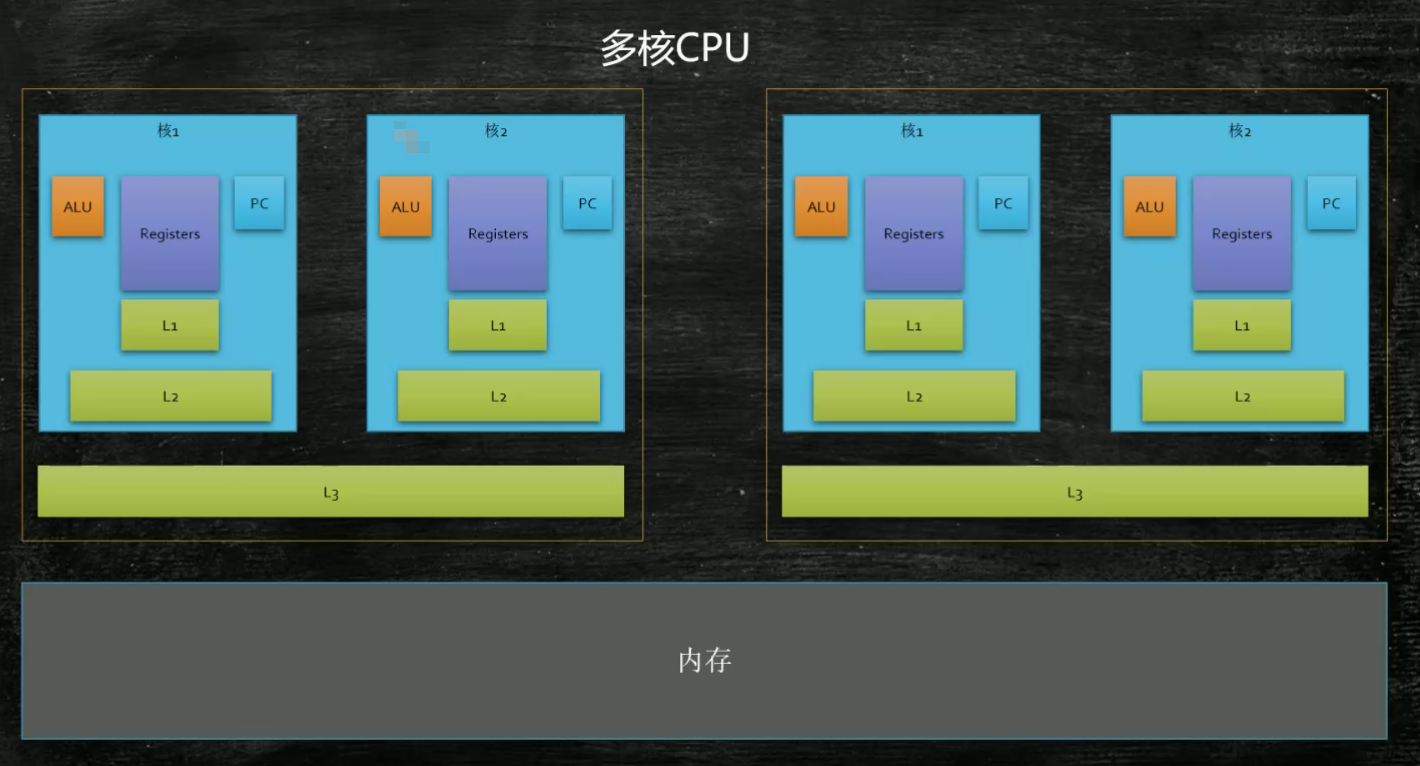 多核CPU
核1
核2
核1
核2
ALU
Registers
PC
ALU
Registers
PC
ALU
Registers
PC
ALU
Registers
PC
L1
L1
L1
L1
L2
L2
L2
L2
L3
L3
内存